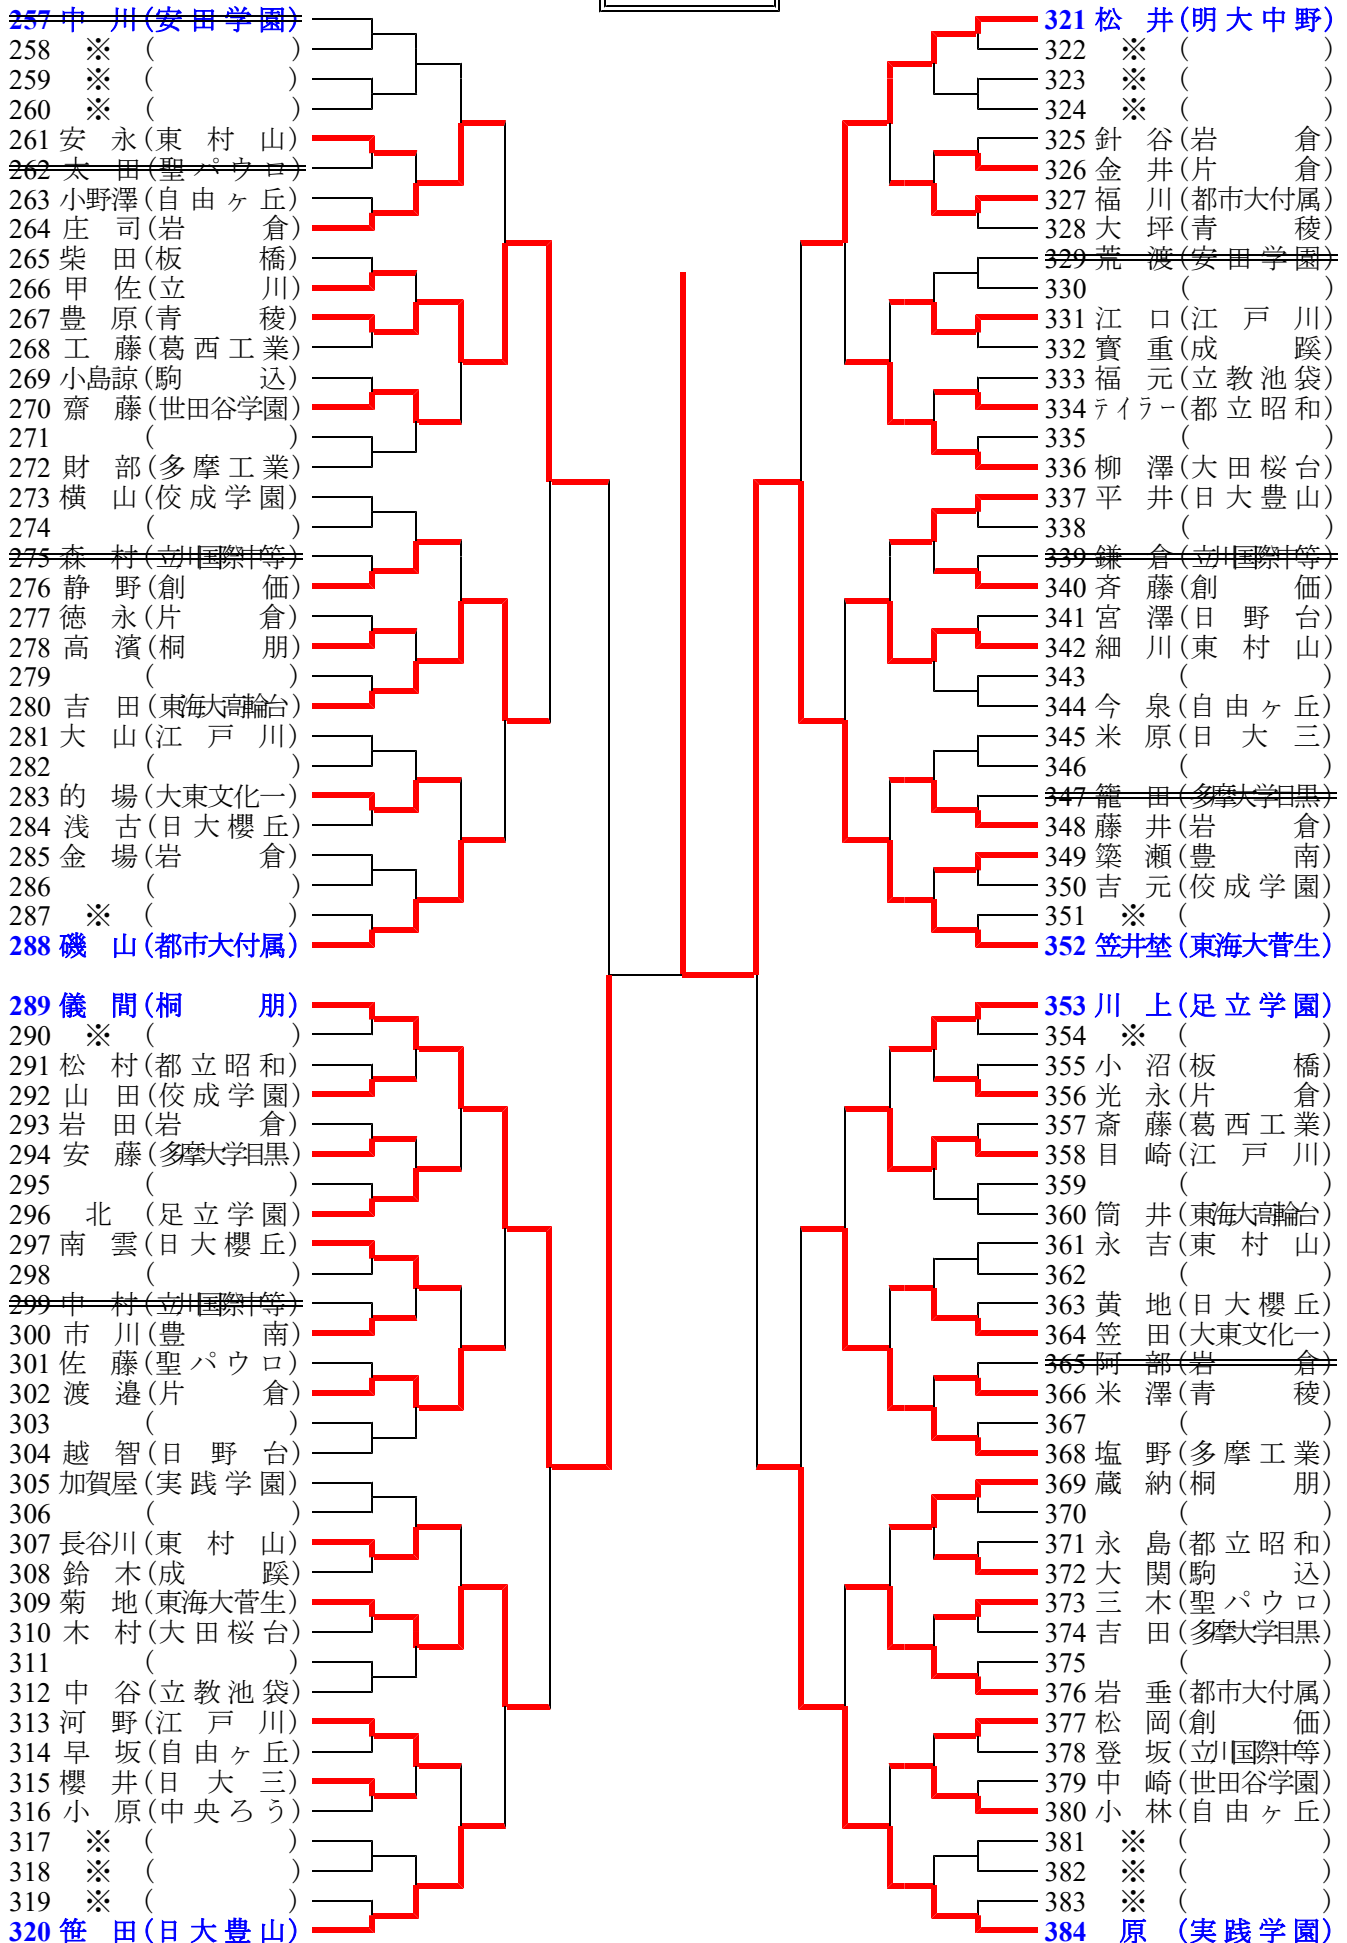 257 中 川 (安田学園)
258 ※ ( )
259 ※ ( )
260 ※ ( )
261 安 永 (東村山)
262 太 田 (聖パウロ)
263 小野澤 (自由ヶ丘)
264 庄 司 (岩倉)
265 柴 田 (板橋)
266 甲 佐 (立川)
267 豊 原 (青稜)
268 工 藤 (葛西工業)
269 小島諒 (駒込)
270 齋 藤 (世田谷学園)
271 ( )
272 財 部 (多摩工業)
273 横 山 (佼成学園)
274 ( )
275 森 村 (立川国際中等)
276 静 野 (創価)
277 徳 永 (片倉)
278 高 濱 (桐朋)
279 ( )
280 吉 田 (東海大高輪台)
281 大 山 (江戸川)
282 ( )
283 的 場 (大東文化一)
284 浅 古 (日大櫻丘)
285 金 場 (岩倉)
286 ( )
287 ※ ( )
288 磯 山 (都市大付属)
289 儀 間 (桐朋)
290 ※ ( )
291 松 村 (都立昭和)
292 山 田 (佼成学園)
293 岩 田 (岩倉)
294 安 藤 (多摩大学目黒)
295 ( )
296 北 (足立学園)
297 南 雲 (日大櫻丘)
298 ( )
299 中 村 (立川国際中等)
300 市 川 (豊南)
301 佐 藤 (聖パウロ)
302 渡 邉 (片倉)
303 ( )
304 越 智 (日野台)
305 加賀屋 (実践学園)
306 ( )
307 長谷川 (東村山)
308 鈴 木 (成蹊)
309 菊 地 (東海大菅生)
310 木 村 (大田桜台)
311 ( )
312 中 谷 (立教池袋)
313 河 野 (江戸川)
314 早 坂 (自由ヶ丘)
315 櫻 井 (日大三)
316 小 原 (中央ろう)
317 ※ ( )
318 ※ ( )
319 ※ ( )
320 笹 田 (日大豊山)
321 松 井 (明大中野)
322 ※ ( )
323 ※ ( )
324 ※ ( )
325 針 谷 (岩倉)
326 金 井 (片倉)
327 福 川 (都市大付属)
328 大 坪 (青稜)
329 荒 渡 (安田学園)
330 ( )
331 江 口 (江戸川)
332 寳 重 (成蹊)
333 福 元 (立教池袋)
334 テイラー (都立昭和)
335 ( )
336 柳 澤 (大田桜台)
337 平 井 (日大豊山)
338 ( )
339 鎌 倉 (立川国際中等)
340 斉 藤 (創価)
341 宮 澤 (日野台)
342 細 川 (東村山)
343 ( )
344 今 泉 (自由ヶ丘)
345 米 原 (日大三)
346 ( )
347 籠 田 (多摩大学目黒)
348 藤 井 (岩倉)
349 簗 瀬 (豊南)
350 吉 元 (佼成学園)
351 ※ ( )
352 笠井埜 (東海大菅生)
353 川 上 (足立学園)
354 ※ ( )
355 小 沼 (板橋)
356 光 永 (片倉)
357 斎 藤 (葛西工業)
358 目 崎 (江戸川)
359 ( )
360 筒 井 (東海大高輪台)
361 永 吉 (東村山)
362 ( )
363 黄 地 (日大櫻丘)
364 笠 田 (大東文化一)
365 阿 部 (岩倉)
366 米 澤 (青稜)
367 ( )
368 塩 野 (多摩工業)
369 蔵 納 (桐朋)
370 ( )
371 永 島 (都立昭和)
372 大 関 (駒込)
373 三 木 (聖パウロ)
374 吉 田 (多摩大学目黒)
375 ( )
376 岩 垂 (都市大付属)
377 松 岡 (創価)
378 登 坂 (立川国際中等)
379 中 崎 (世田谷学園)
380 小 林 (自由ヶ丘)
381 ※ ( )
382 ※ ( )
383 ※ ( )
384 原 (実践学園)